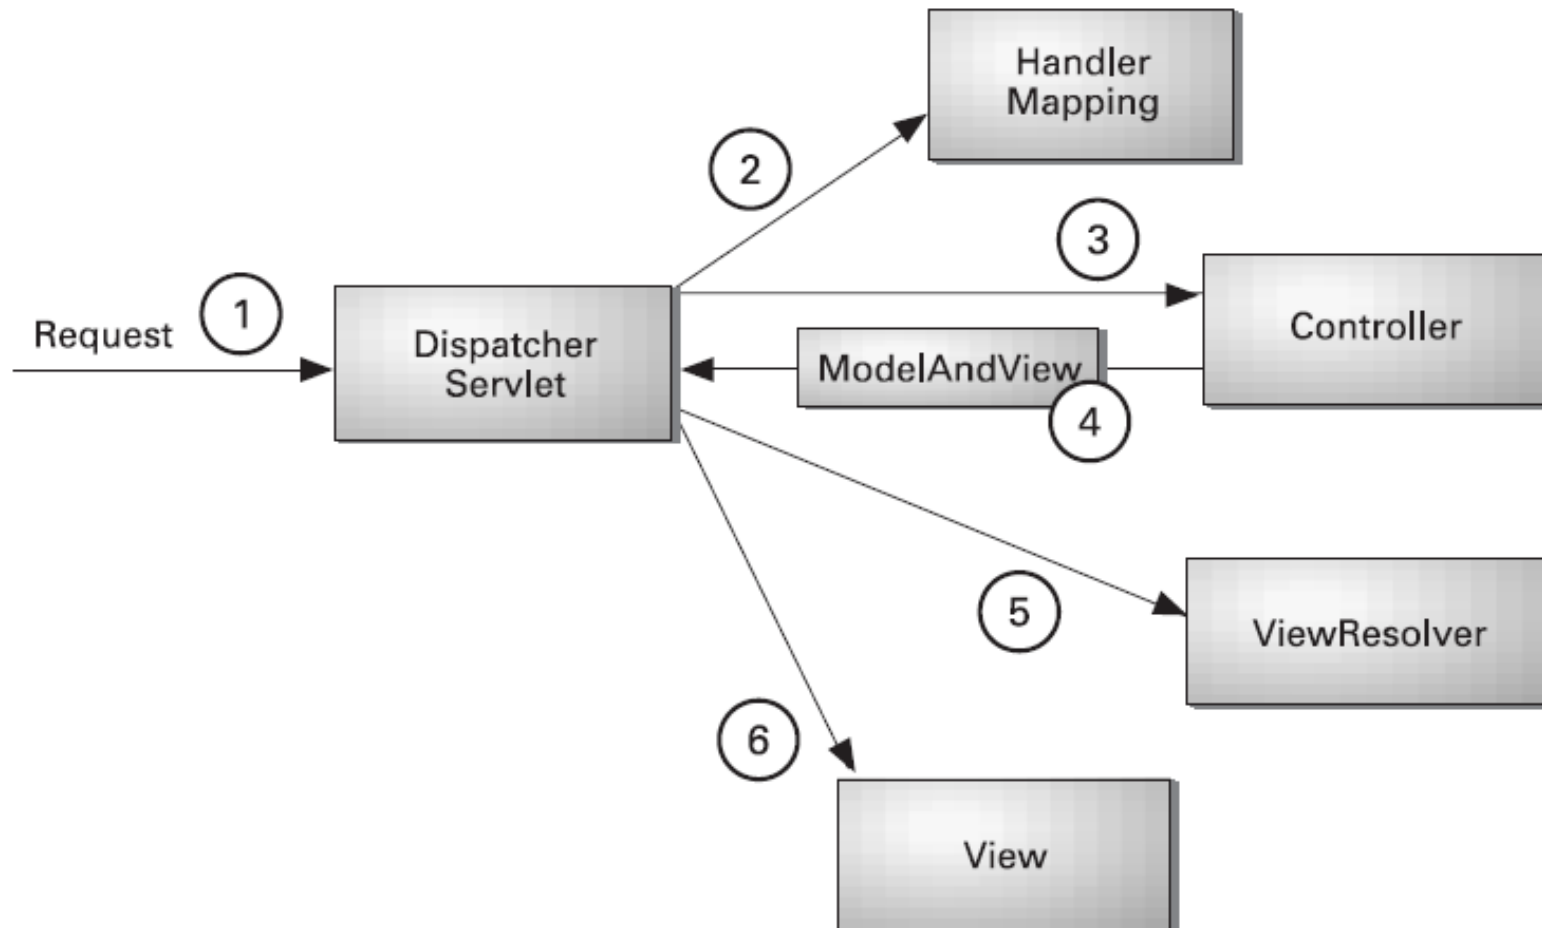 Handler
Mapping
2
3
Request
1
Dispatcher
Servlet
Controller
ModelAndView
4
5
ViewResolver
6
View